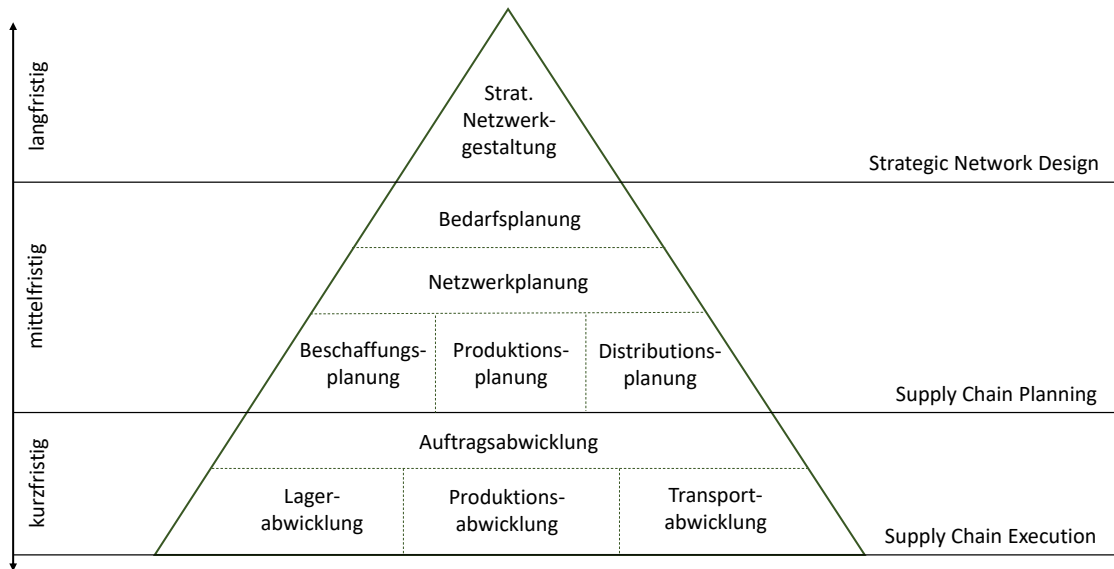 langfristig
Strat.
Netzwerk-
gestaltung
Strategic Network Design
mittelfristig
Bedarfsplanung
Netzwerkplanung
Beschaffungs-
planung
Produktions-
planung
Distributions-
planung
Supply Chain Planning
kurzfristig
Auftragsabwicklung
Lager-
abwicklung
Produktions-
abwicklung
Transport-
abwicklung
Supply Chain Execution